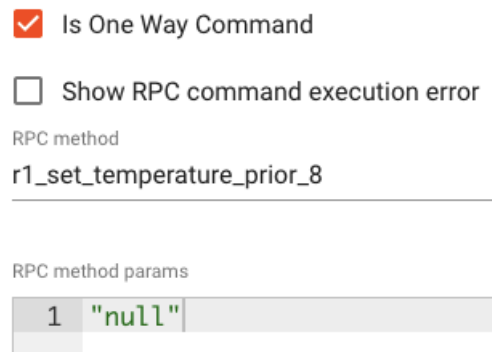 Is One Way Command
Show RPC command execution error
RPC method
r1_set_temperature_prior_8
RPC method params
1 "null"